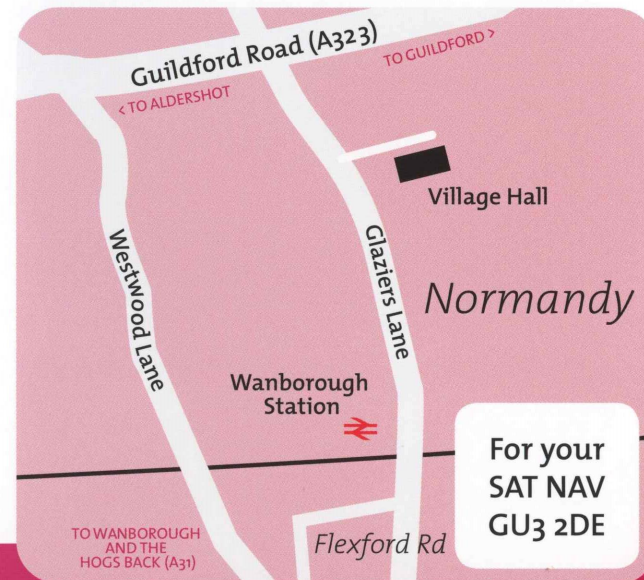 Guildford Road (A323)
TO GUILDFORD >
< TO ALDERSHOT
Village Hall
Westwood Lane
Glaziers Lane
Normandy
Wanborough
Station
For your
SAT NAV
GU3 2DE
TO WANBOROUGH
AND THE
HOGS BACK (A31)
Flexford Rd